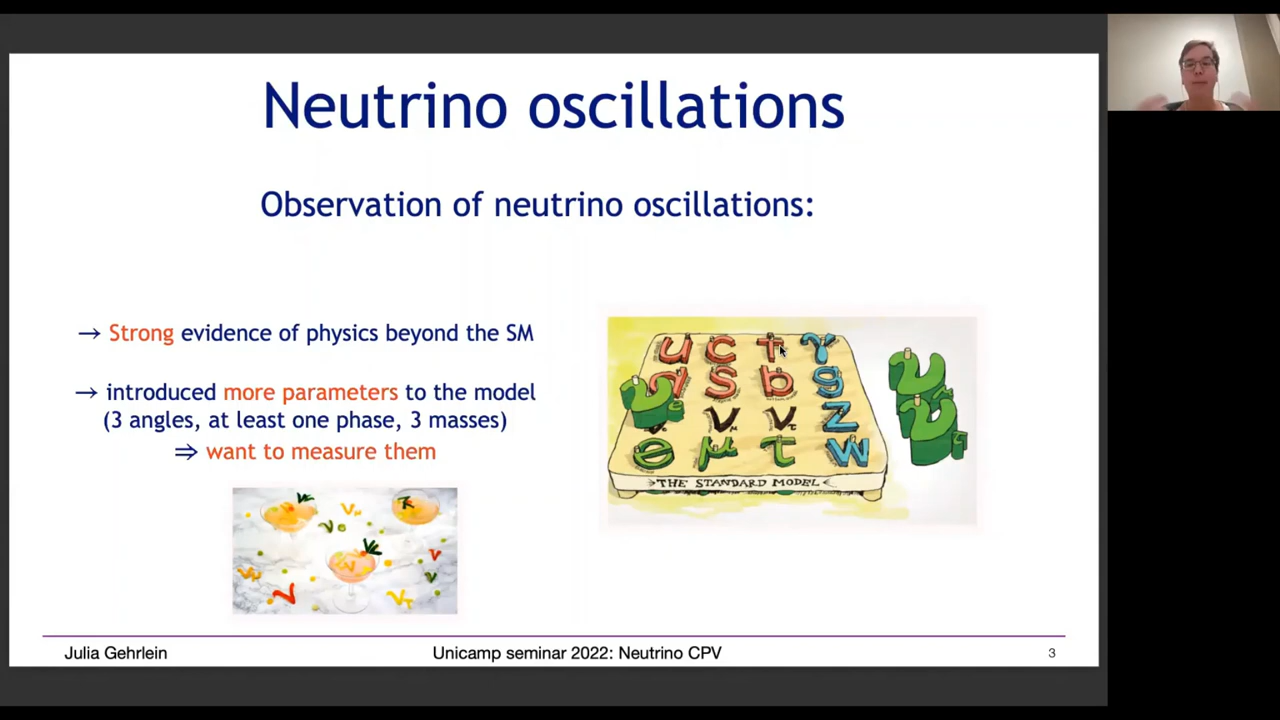 Neutrino oscillations
Observation of neutrino oscillations:
→ Strong evidence of physics beyond the SM
→ introduced more parameters to the model
(3 angles, at least one phase, 3 masses)
⇒ want to measure them
u c t γ
d s b g
ν ν Z
e μ τ W
THE STANDARD MODEL
ν
ν
Julia Gehrlein
Unicamp seminar 2022: Neutrino CPV
3